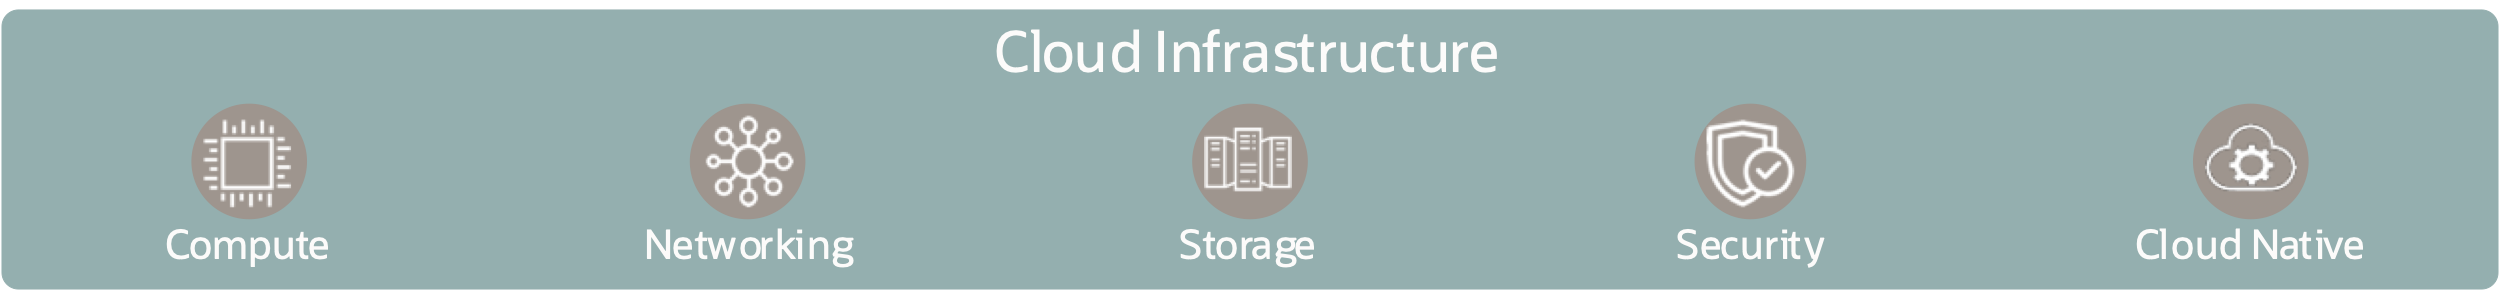 Cloud Infrastructure
Compute
Networking
Storage
Security
Cloud Native